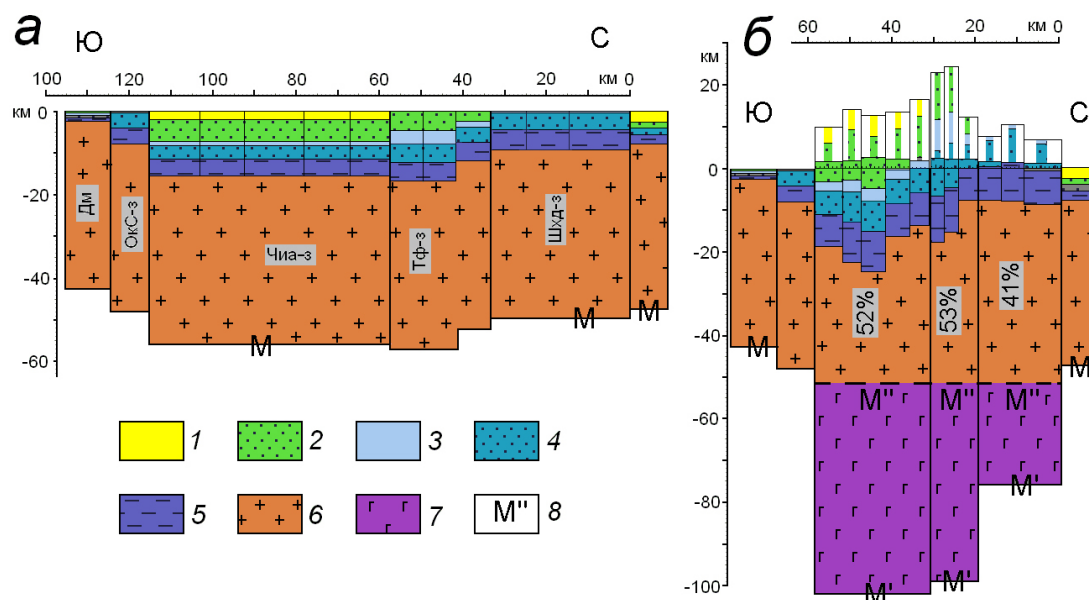 а
Ю
С
100 120 100 80 60 40 20 км 0
км 0
-20
-40
-60
Дм
ОкС-з
Чиа-з
Тф-з
Шхд-з
М
М
М
б
60 40 20 км 0
км
Ю
С
20
0
-20
-40
-60
-80
-100
52%
53%
41%
М
М
М" М" М"
М' М' М'
1 2 3 4
5 6 7 М" 8